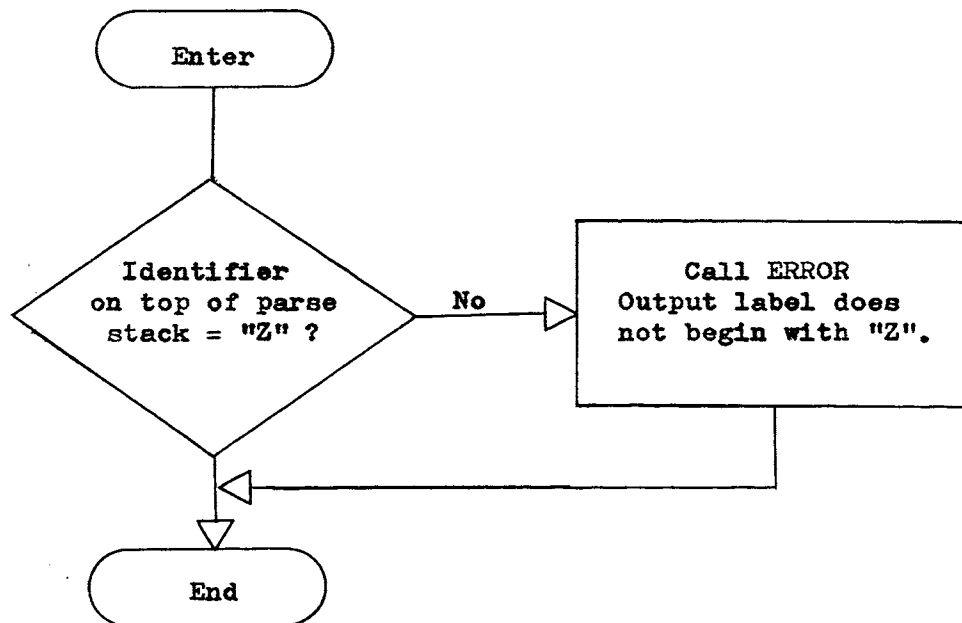 Enter
Identifier
on top of parse
stack = "Z" ?
No
Call ERROR
Output label does
not begin with "Z".
End